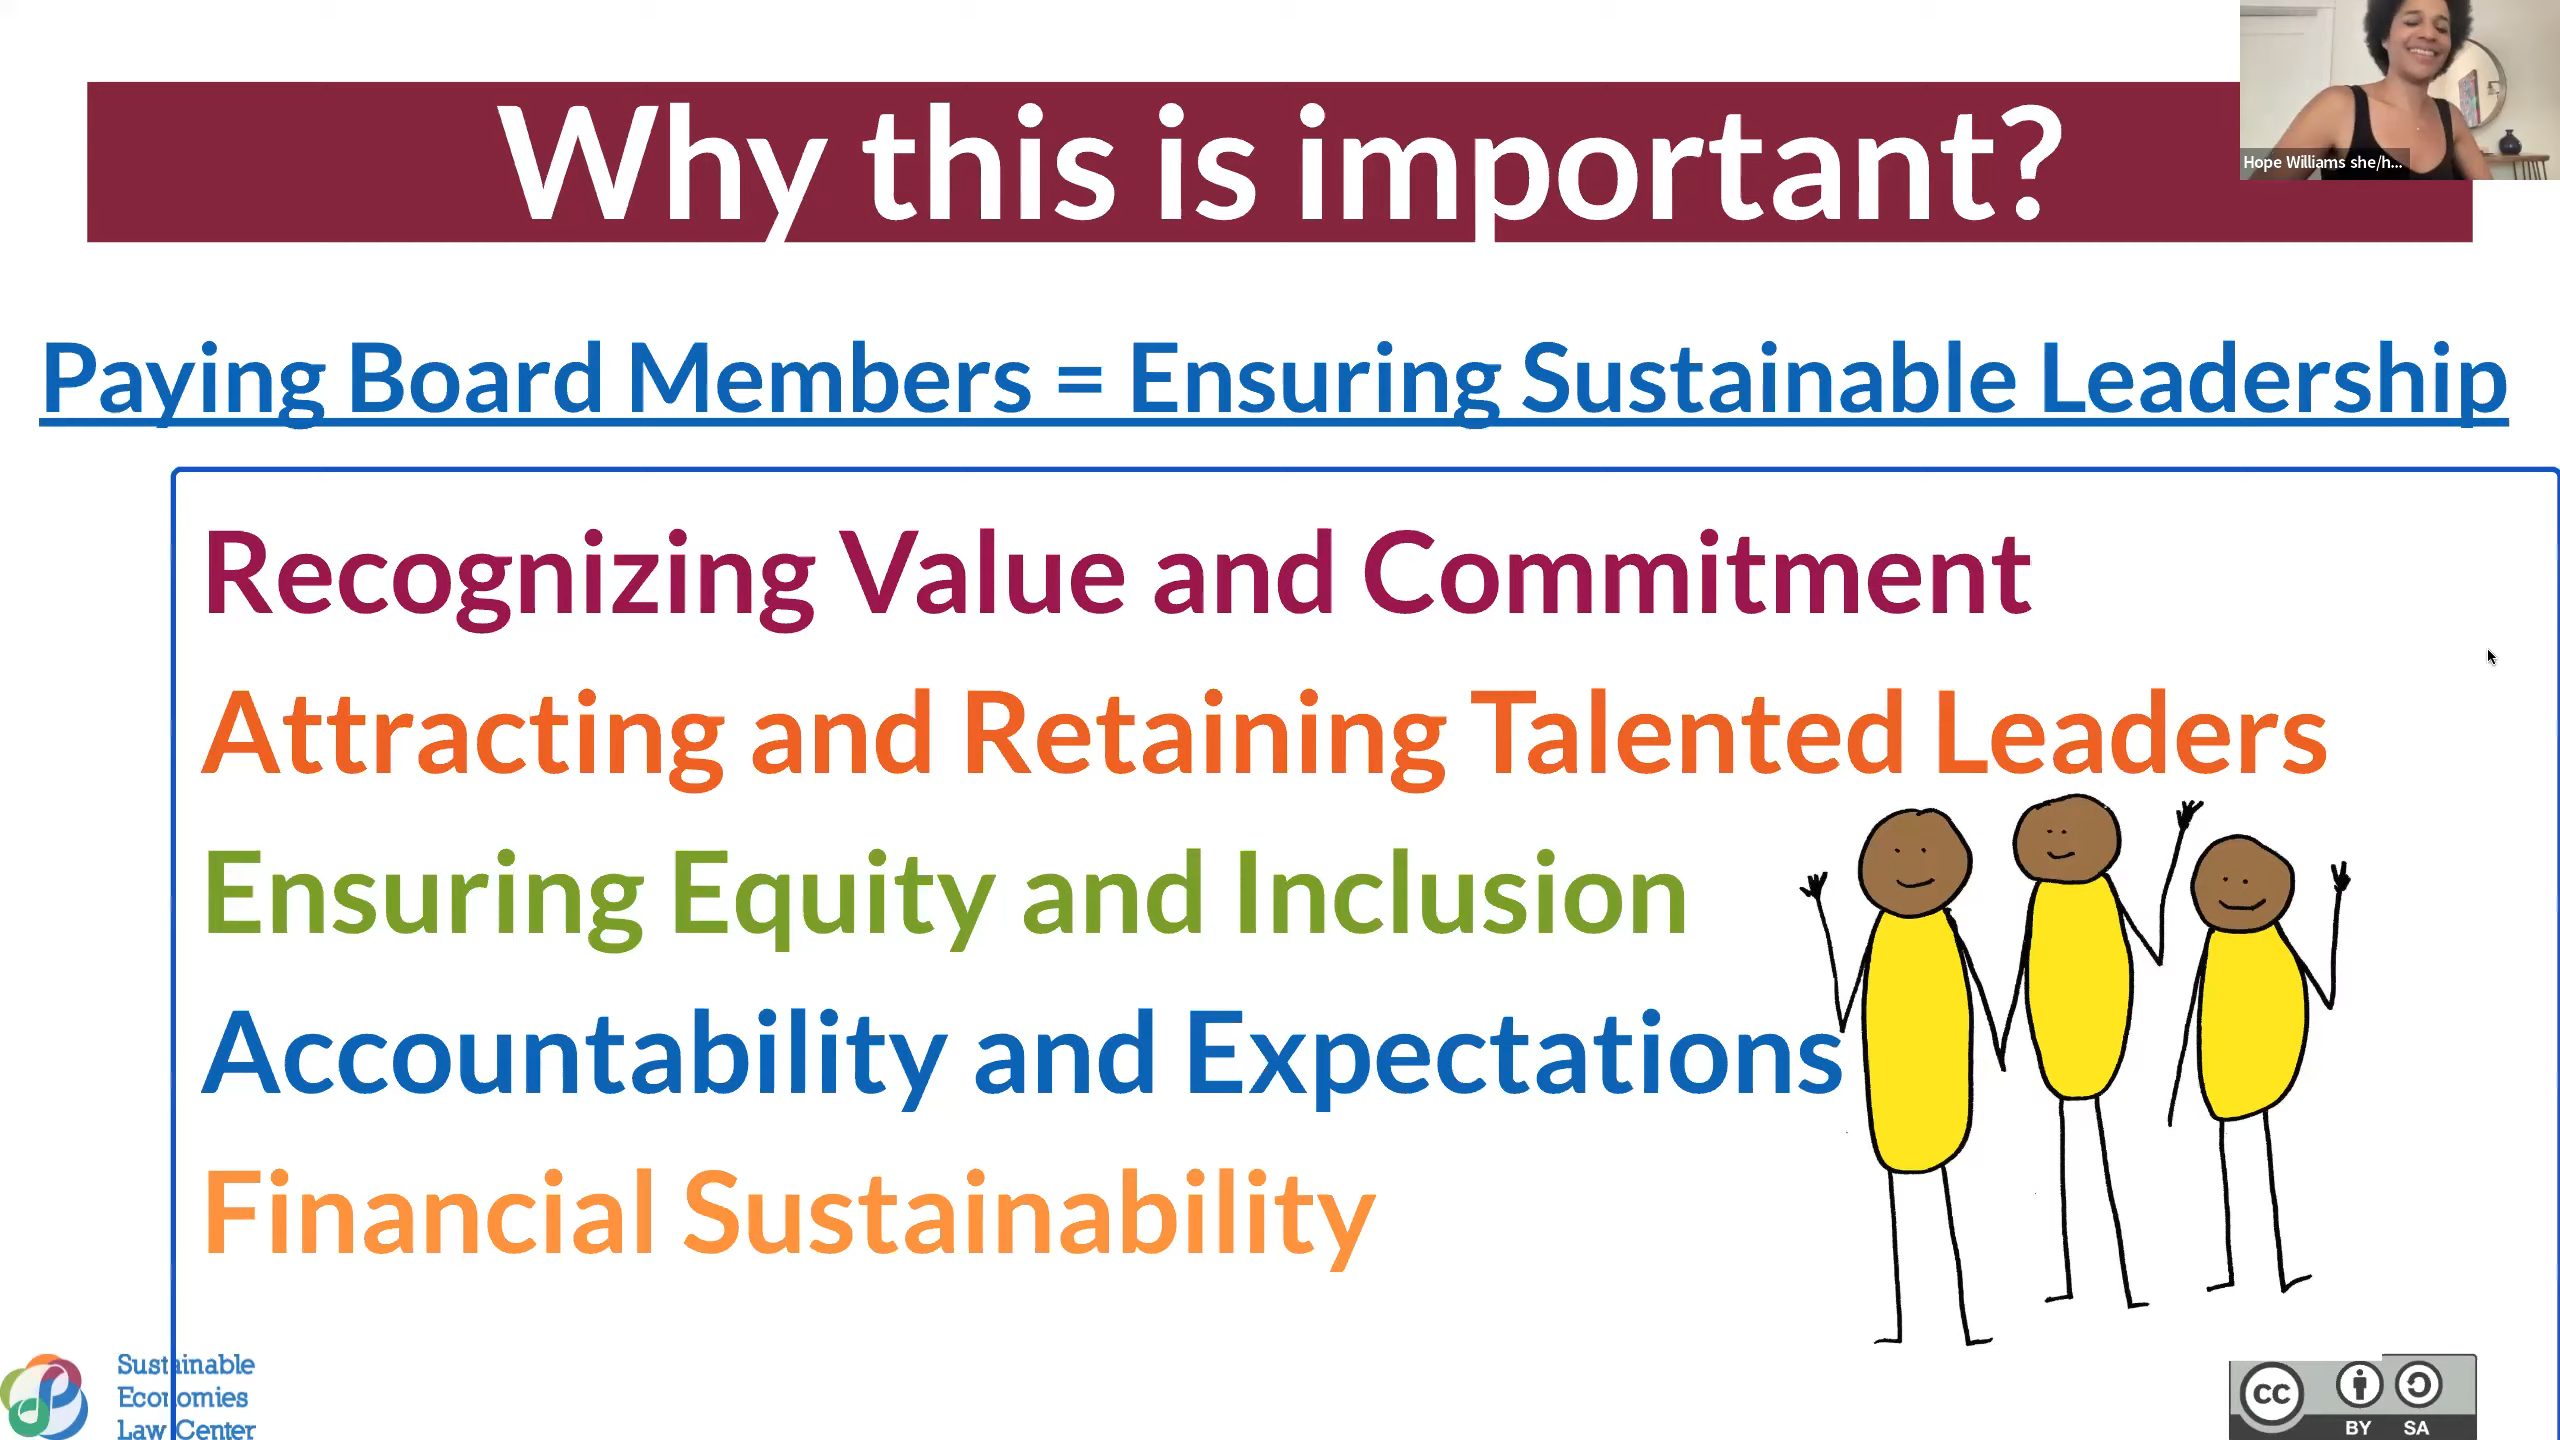 Why this is important?
Hope Williams she/h...
Paying Board Members = Ensuring Sustainable Leadership
Recognizing Value and Commitment
Attracting and Retaining Talented Leaders
Ensuring Equity and Inclusion
Accountability and Expectations
Financial Sustainability
Sustainable
Economies
Law Center
CC
BY SA